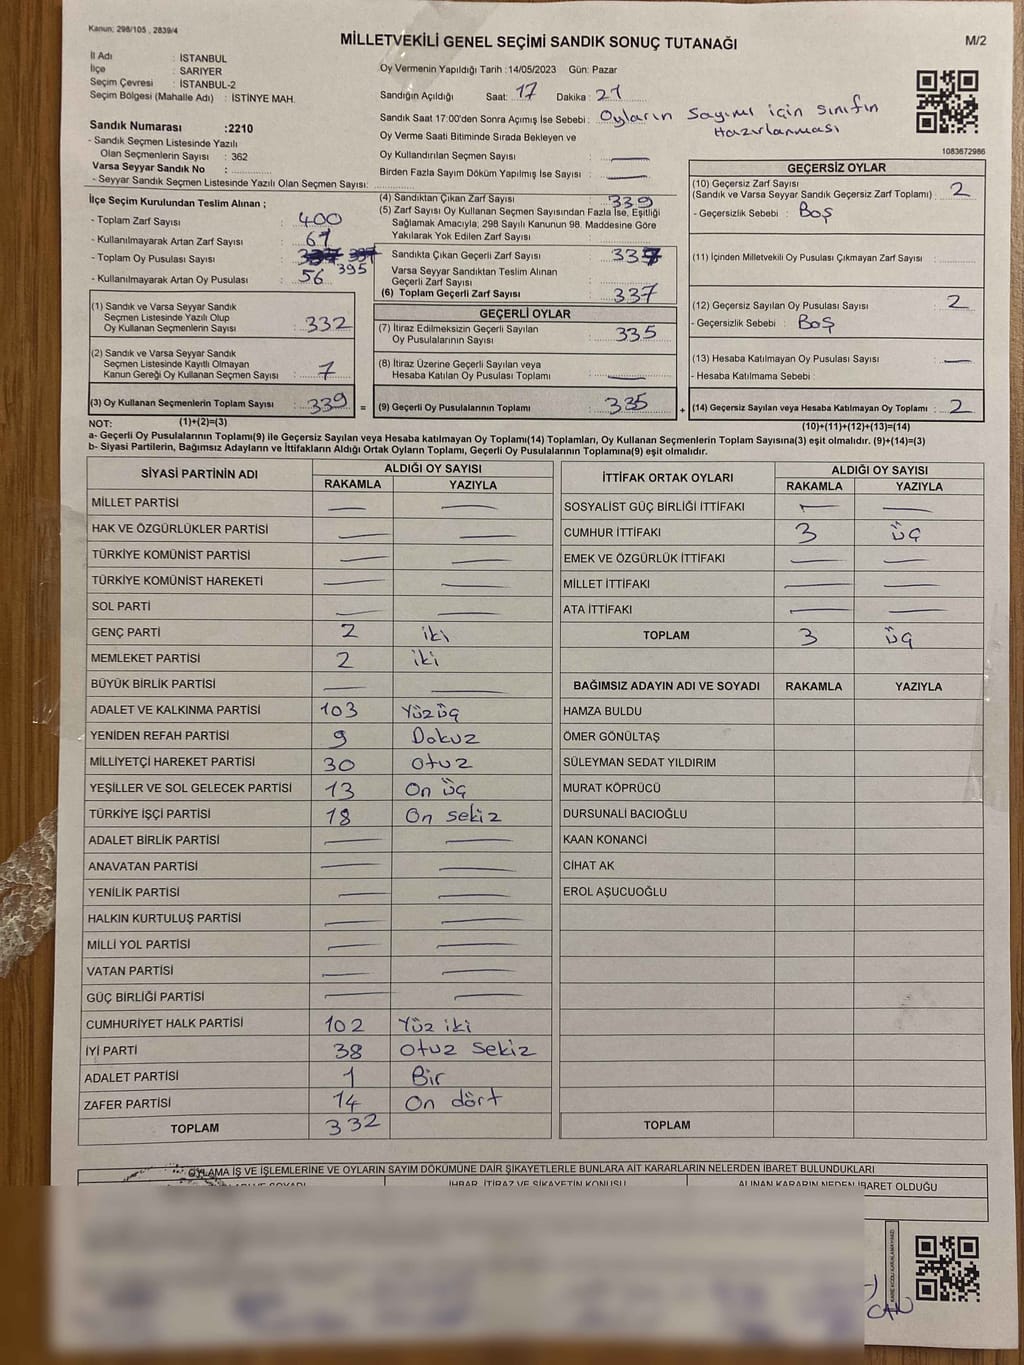 Kanun: 298/105 , 2839/4
MİLLETVEKİLİ GENEL SEÇİMİ SANDIK SONUÇ TUTANAĞI
M/2
İl Adı : İSTANBUL
İlçe : SARIYER
Seçim Çevresi : İSTANBUL-2
Seçim Bölgesi (Mahalle Adı) : İSTİNYE MAH.
Oy Vermenin Yapıldığı Tarih : 14/05/2023 Gün: Pazar
Sandığın Açıldığı Saat: 17 Dakika: 21
Sandık Saat 17:00'den Sonra Açımış İse Sebebi : Oyların Sayımı için sınıfın
Hazırlanması
Sandık Numarası : 2210
- Sandık Seçmen Listesinde Yazılı
Olan Seçmenlerin Sayısı : 362
Varsa Seyyar Sandık No :
- Seyyar Sandık Seçmen Listesinde Yazılı Olan Seçmen Sayısı:
Oy Verme Saati Bitiminde Sırada Bekleyen ve
Oy Kullandırılan Seçmen Sayısı : —
Birden Fazla Sayım Döküm Yapılmış İse Sayısı : —
1083672986
İlçe Seçim Kurulundan Teslim Alınan ;
- Toplam Zarf Sayısı : 400
- Kullanılmayarak Artan Zarf Sayısı : 61
- Toplam Oy Pusulası Sayısı : 395
- Kullanılmayarak Artan Oy Pusulası : 56
(1) Sandık ve Varsa Seyyar Sandık
Seçmen Listesinde Yazılı Olup
Oy Kullanan Seçmenlerin Sayısı : 332
(2) Sandık ve Varsa Seyyar Sandık
Seçmen Listesinde Kayıtlı Olmayan
Kanun Gereği Oy Kullanan Seçmen Sayısı : 7
(3) Oy Kullanan Seçmenlerin Toplam Sayısı : 339 =
(1)+(2)=(3)
(4) Sandıktan Çıkan Zarf Sayısı : 339
(5) Zarf Sayısı Oy Kullanan Seçmen Sayısından Fazla İse, Eşitliği
Sağlamak Amacıyla, 298 Sayılı Kanunun 98. Maddesine Göre
Yakılarak Yok Edilen Zarf Sayısı :
Sandıkta Çıkan Geçerli Zarf Sayısı : 337
Varsa Seyyar Sandıktan Teslim Alınan
Geçerli Zarf Sayısı :
(6) Toplam Geçerli Zarf Sayısı : 337
GEÇERLİ OYLAR
(7) İtiraz Edilmeksizin Geçerli Sayılan
Oy Pusulalarının Sayısı : 335
(8) İtiraz Üzerine Geçerli Sayılan veya
Hesaba Katılan Oy Pusulası Toplamı : —
(9) Geçerli Oy Pusulalarının Toplamı : 335 +
GEÇERSİZ OYLAR
(10) Geçersiz Zarf Sayısı
(Sandık ve Varsa Seyyar Sandık Geçersiz Zarf Toplamı) : 2
- Geçersizlik Sebebi : Boş
(11) İçinden Milletvekili Oy Pusulası Çıkmayan Zarf Sayısı :
(12) Geçersiz Sayılan Oy Pusulası Sayısı : 2
- Geçersizlik Sebebi : Boş
(13) Hesaba Katılmayan Oy Pusulası Sayısı : —
- Hesaba Katılmama Sebebi :
(14) Geçersiz Sayılan veya Hesaba Katılmayan Oy Toplamı : 2
(10)+(11)+(12)+(13)=(14)
NOT:
a- Geçerli Oy Pusulalarının Toplamı(9) ile Geçersiz Sayılan veya Hesaba katılmayan Oy Toplamı(14) Toplamları, Oy Kullanan Seçmenlerin Toplam Sayısına(3) eşit olmalıdır. (9)+(14)=(3)
b- Siyasi Partilerin, Bağımsız Adayların ve İttifakların Aldığı Ortak Oyların Toplamı, Geçerli Oy Pusulalarının Toplamına(9) eşit olmalıdır.
SİYASİ PARTİNİN ADI ALDIĞI OY SAYISI
RAKAMLA YAZIYLA
MİLLET PARTİSİ — —
HAK VE ÖZGÜRLÜKLER PARTİSİ — —
TÜRKİYE KOMÜNİST PARTİSİ — —
TÜRKİYE KOMÜNİST HAREKETİ — —
SOL PARTİ — —
GENÇ PARTİ 2 iki
MEMLEKET PARTİSİ 2 iki
BÜYÜK BİRLİK PARTİSİ — —
ADALET VE KALKINMA PARTİSİ 103 Yüzüç
YENİDEN REFAH PARTİSİ 9 Dokuz
MİLLİYETÇİ HAREKET PARTİSİ 30 otuz
YEŞİLLER VE SOL GELECEK PARTİSİ 13 On üç
TÜRKİYE İŞÇİ PARTİSİ 18 On sekiz
ADALET BİRLİK PARTİSİ — —
ANAVATAN PARTİSİ — —
YENİLİK PARTİSİ — —
HALKIN KURTULUŞ PARTİSİ — —
MİLLİ YOL PARTİSİ — —
VATAN PARTİSİ — —
GÜÇ BİRLİĞİ PARTİSİ — —
CUMHURİYET HALK PARTİSİ 102 Yüz iki
İYİ PARTİ 38 otuz sekiz
ADALET PARTİSİ 1 Bir
ZAFER PARTİSİ 14 On dört
TOPLAM 332
İTTİFAK ORTAK OYLARI ALDIĞI OY SAYISI
RAKAMLA YAZIYLA
SOSYALİST GÜÇ BİRLİĞİ İTTİFAKI — —
CUMHUR İTTİFAKI 3 üç
EMEK VE ÖZGÜRLÜK İTTİFAKI — —
MİLLET İTTİFAKI — —
ATA İTTİFAKI — —
TOPLAM 3 üç
BAĞIMSIZ ADAYIN ADI VE SOYADI RAKAMLA YAZIYLA
HAMZA BULDU
ÖMER GÖNÜLTAŞ
SÜLEYMAN SEDAT YILDIRIM
MURAT KÖPRÜCÜ
DURSUNALİ BACIOĞLU
KAAN KONANCİ
CİHAT AK
EROL AŞUCUOĞLU
TOPLAM
OYLAMA İŞ VE İŞLEMLERİNE VE OYLARIN SAYIM DÖKÜMÜNE DAİR ŞİKAYETLERLE BUNLARA AİT KARARLARIN NELERDEN İBARET BULUNDUKLARI
İHBAR, İTİRAZ VE ŞİKAYETİN KONUSU ALINAN KARARIN NEDEN İBARET OLDUĞU
CAN